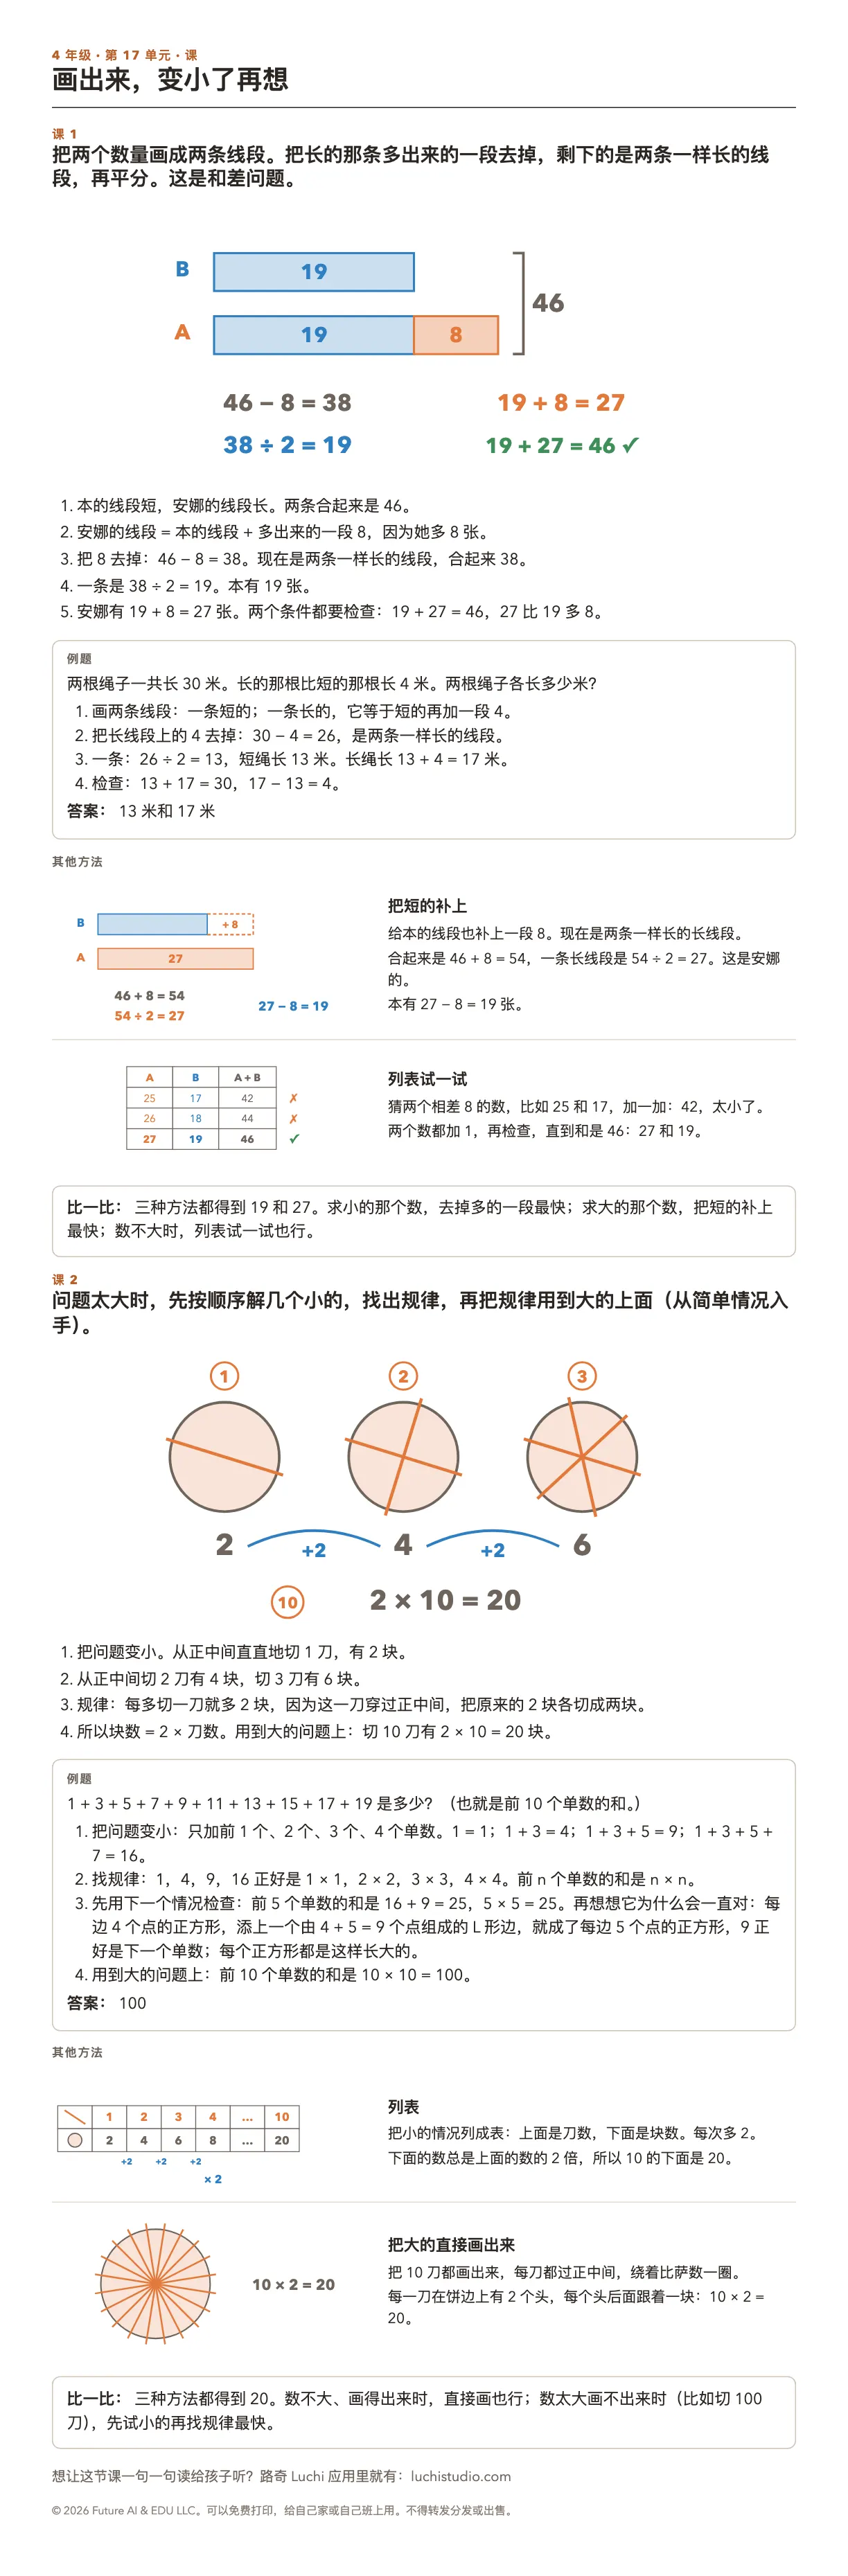 4 年级 · 第 17 单元 · 课
画出来，变小了再想
课 1
把两个数量画成两条线段。把长的那条多出来的一段去掉，剩下的是两条一样长的线
段，再平分。这是和差问题。
B 19
46
A 19 8
46 – 8 = 38 19 + 8 = 27
38 ÷ 2 = 19 19 + 27 = 46 ✓
1. 本的线段短，安娜的线段长。两条合起来是 46。
2. 安娜的线段 = 本的线段 + 多出来的一段 8，因为她多 8 张。
3. 把 8 去掉：46 – 8 = 38。现在是两条一样长的线段，合起来 38。
4. 一条是 38 ÷ 2 = 19。本有 19 张。
5. 安娜有 19 + 8 = 27 张。两个条件都要检查：19 + 27 = 46，27 比 19 多 8。
例题
两根绳子一共长 30 米。长的那根比短的那根长 4 米。两根绳子各长多少米？
1. 画两条线段：一条短的；一条长的，它等于短的再加一段 4。
2. 把长线段上的 4 去掉：30 – 4 = 26，是两条一样长的线段。
3. 一条：26 ÷ 2 = 13，短绳长 13 米。长绳长 13 + 4 = 17 米。
4. 检查：13 + 17 = 30，17 – 13 = 4。
答案： 13 米和 17 米
其他方法
B + 8
A 27
46 + 8 = 54
54 ÷ 2 = 27
27 – 8 = 19
把短的补上
给本的线段也补上一段 8。现在是两条一样长的长线段。
合起来是 46 + 8 = 54，一条长线段是 54 ÷ 2 = 27。这是安娜
的。
本有 27 – 8 = 19 张。
A B A + B
25 17 42 ✗
26 18 44 ✗
27 19 46 ✓
列表试一试
猜两个相差 8 的数，比如 25 和 17，加一加：42，太小了。
两个数都加 1，再检查，直到和是 46：27 和 19。
比一比： 三种方法都得到 19 和 27。求小的那个数，去掉多的一段最快；求大的那个数，把短的补上
最快；数不大时，列表试一试也行。
课 2
问题太大时，先按顺序解几个小的，找出规律，再把规律用到大的上面（从简单情况入
手）。
1 2 3
2 +2 4 +2 6
10 2 × 10 = 20
1. 把问题变小。从正中间直直地切 1 刀，有 2 块。
2. 从正中间切 2 刀有 4 块，切 3 刀有 6 块。
3. 规律：每多切一刀就多 2 块，因为这一刀穿过正中间，把原来的 2 块各切成两块。
4. 所以块数 = 2 × 刀数。用到大的问题上：切 10 刀有 2 × 10 = 20 块。
例题
1 + 3 + 5 + 7 + 9 + 11 + 13 + 15 + 17 + 19 是多少？（也就是前 10 个单数的和。）
1. 把问题变小：只加前 1 个、2 个、3 个、4 个单数。1 = 1；1 + 3 = 4；1 + 3 + 5 = 9；1 + 3 + 5 +
7 = 16。
2. 找规律：1，4，9，16 正好是 1 × 1，2 × 2，3 × 3，4 × 4。前 n 个单数的和是 n × n。
3. 先用下一个情况检查：前 5 个单数的和是 16 + 9 = 25，5 × 5 = 25。再想想它为什么会一直对：每
边 4 个点的正方形，添上一个由 4 + 5 = 9 个点组成的 L 形边，就成了每边 5 个点的正方形，9 正
好是下一个单数；每个正方形都是这样长大的。
4. 用到大的问题上：前 10 个单数的和是 10 × 10 = 100。
答案： 100
其他方法
1 2 3 4 ... 10
2 4 6 8 ... 20
+2 +2 +2
× 2
列表
把小的情况列成表：上面是刀数，下面是块数。每次多 2。
下面的数总是上面的数的 2 倍，所以 10 的下面是 20。
10 × 2 = 20
把大的直接画出来
把 10 刀都画出来，每刀都过正中间，绕着比萨数一圈。
每一刀在饼边上有 2 个头，每个头后面跟着一块：10 × 2 =
20。
比一比： 三种方法都得到 20。数不大、画得出来时，直接画也行；数太大画不出来时（比如切 100
刀），先试小的再找规律最快。
想让这节课一句一句读给孩子听？路奇 Luchi 应用里就有：luchistudio.com
© 2026 Future AI & EDU LLC。可以免费打印，给自己家或自己班上用。不得转发分发或出售。